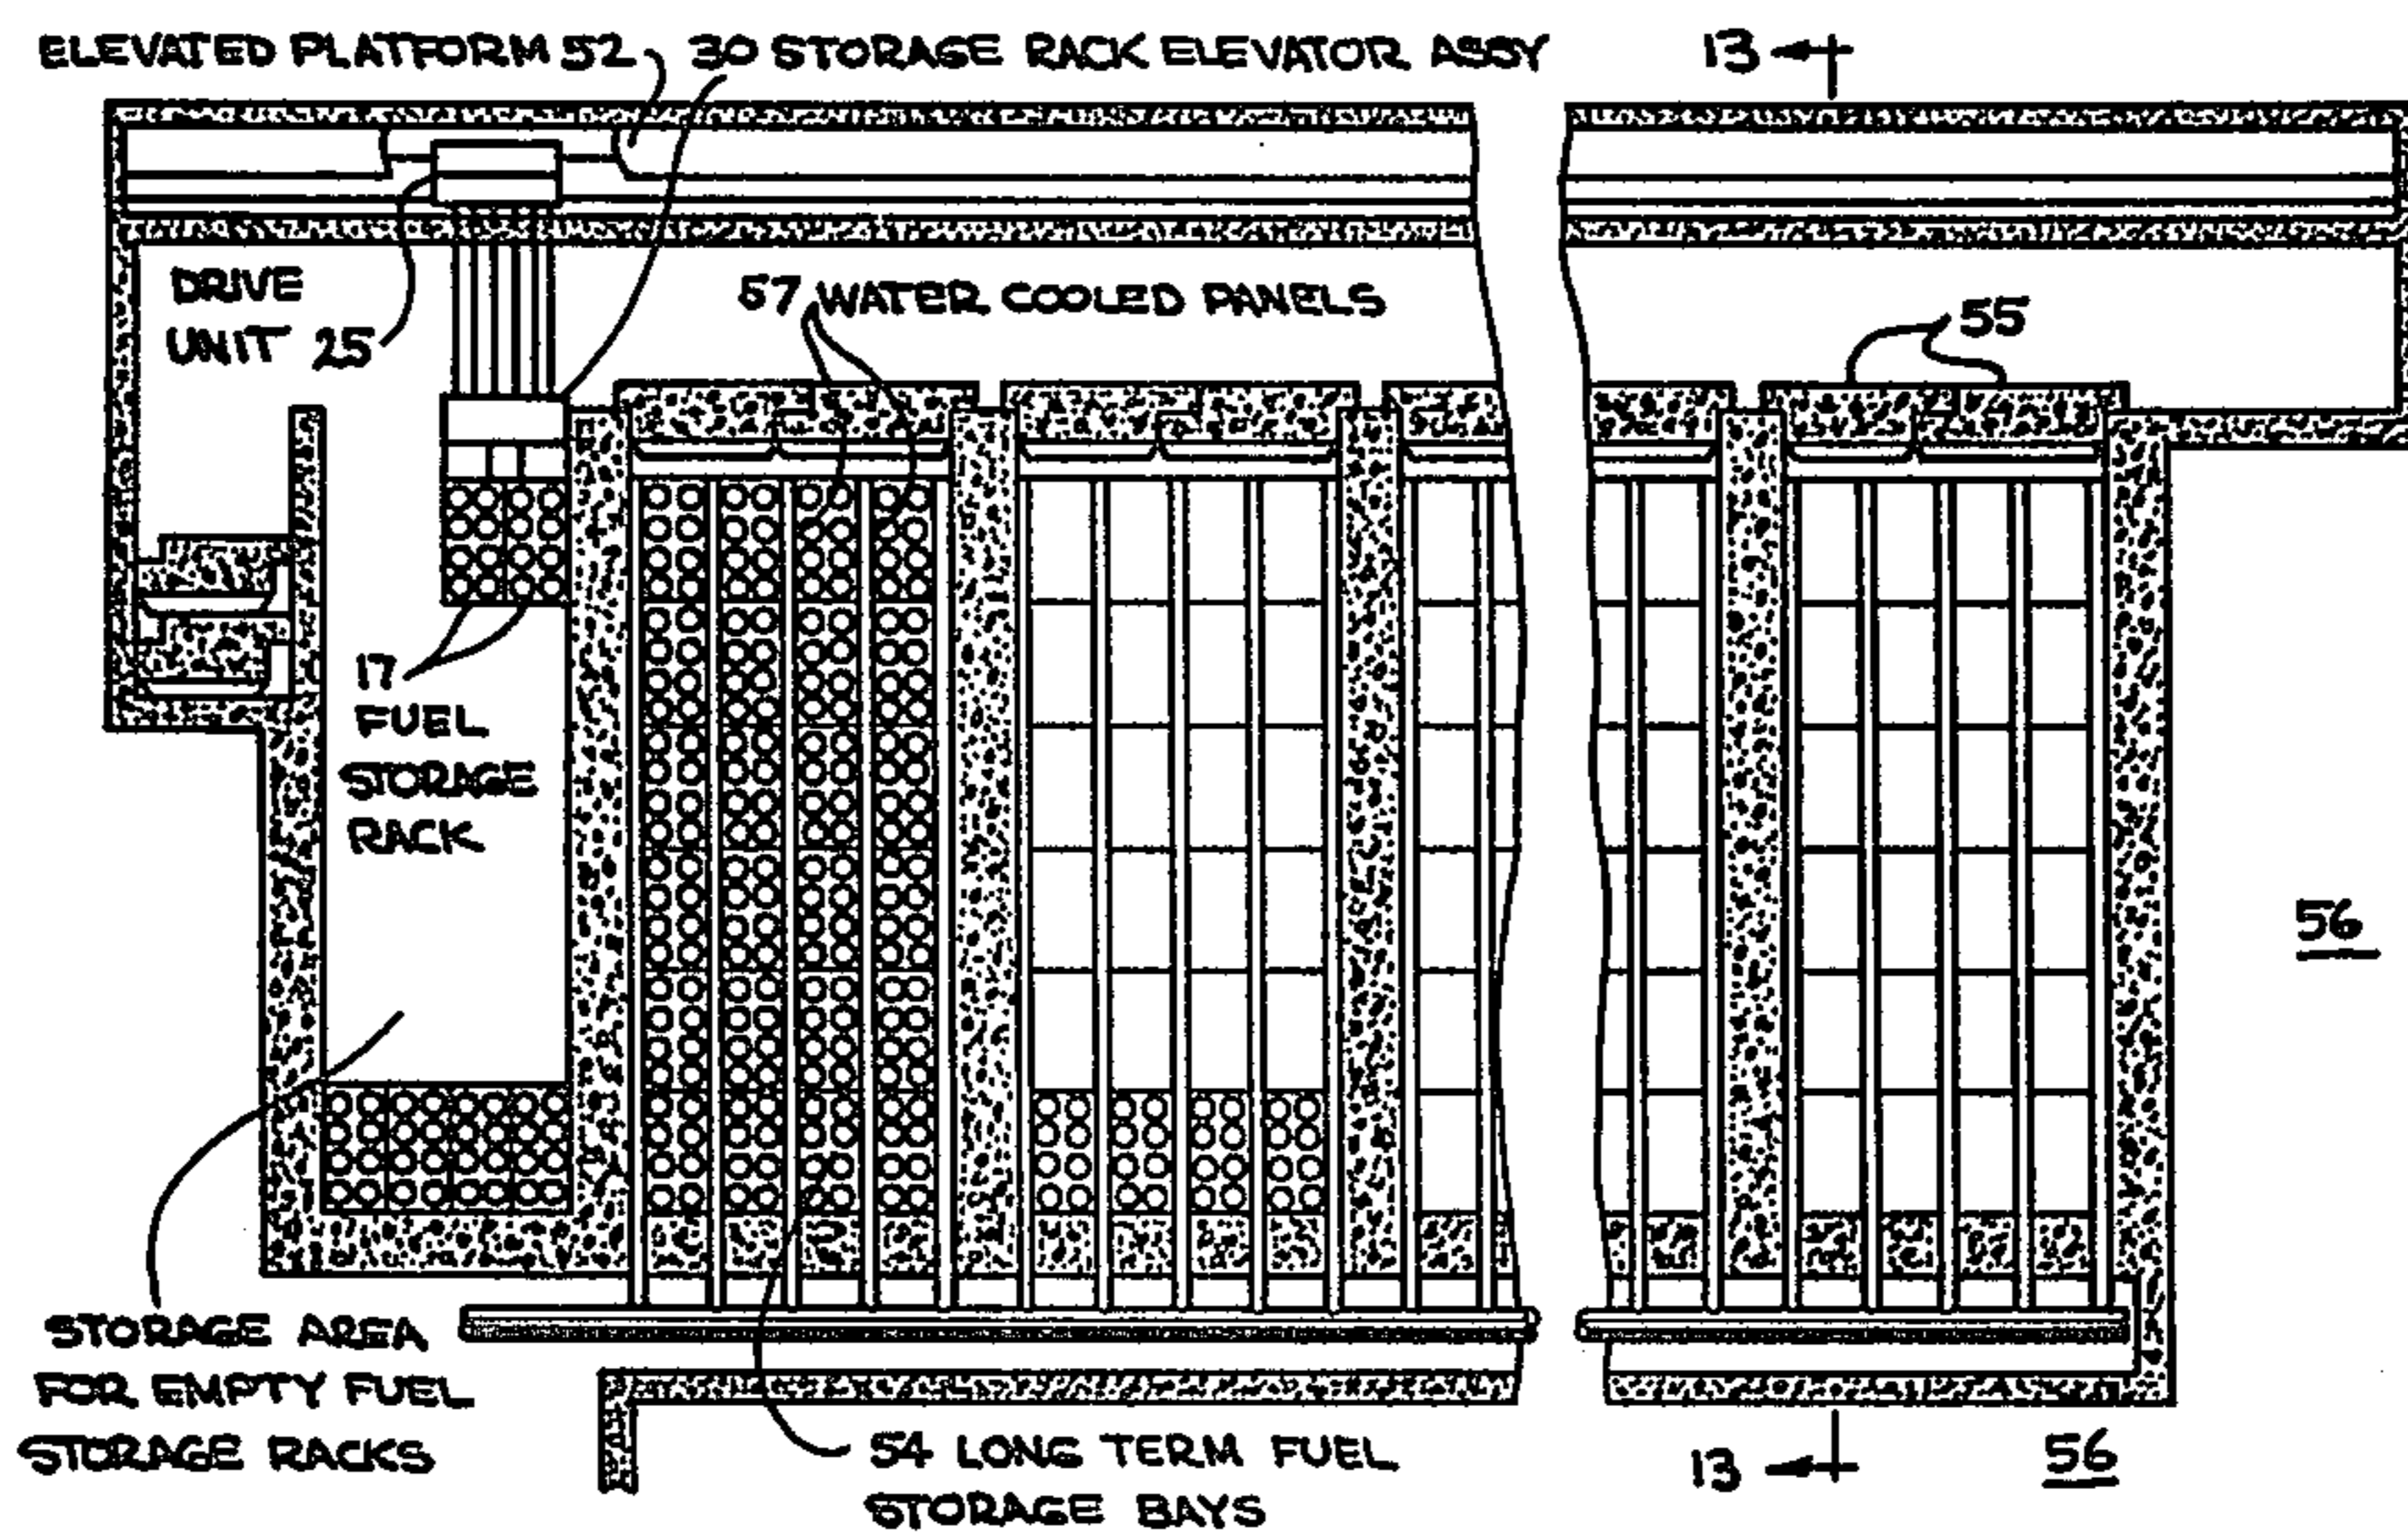 ELEVATED PLATFORM 52
30 STORAGE RACK ELEVATOR ASSY
13
DRIVE
UNIT 25
57 WATER COOLED PANELS
55
17
FUEL
STORAGE
RACK
56
STORAGE AREA
FOR EMPTY FUEL
STORAGE RACKS
54 LONG TERM FUEL
STORAGE BAYS
13
56